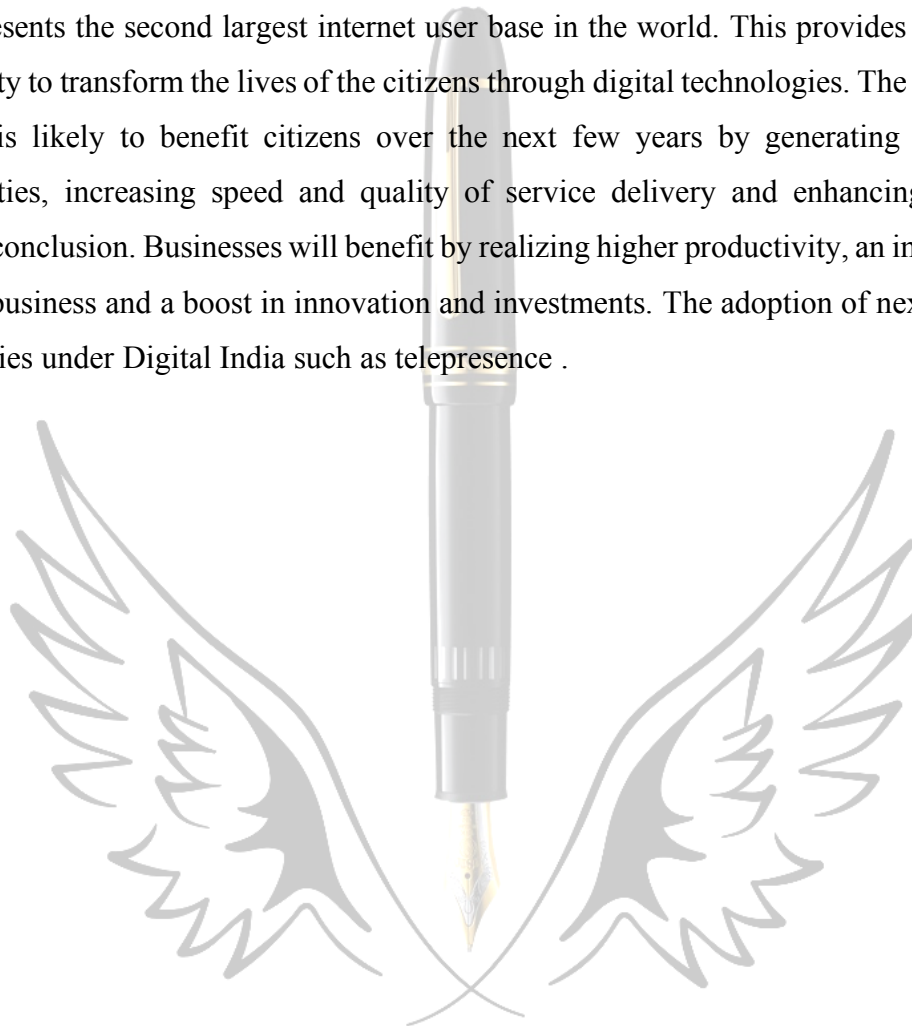 esents the second largest internet user base in the world. This provides
ty to transform the lives of the citizens through digital technologies. The
is likely to benefit citizens over the next few years by generating
ties, increasing speed and quality of service delivery and enhancing
conclusion. Businesses will benefit by realizing higher productivity, an in
business and a boost in innovation and investments. The adoption of nex
ies under Digital India such as telepresence .